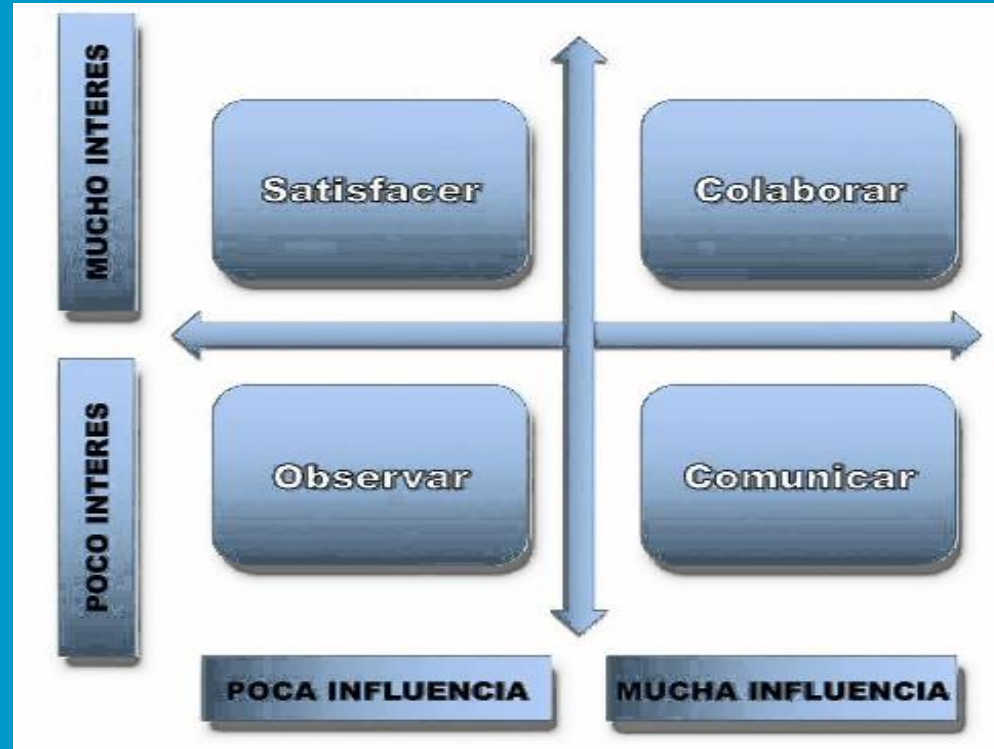 MUCHO INTERES
Satisfacer
Colaborar
POCO INTERES
Observar
Comunicar
POCA INFLUENCIA
MUCHA INFLUENCIA